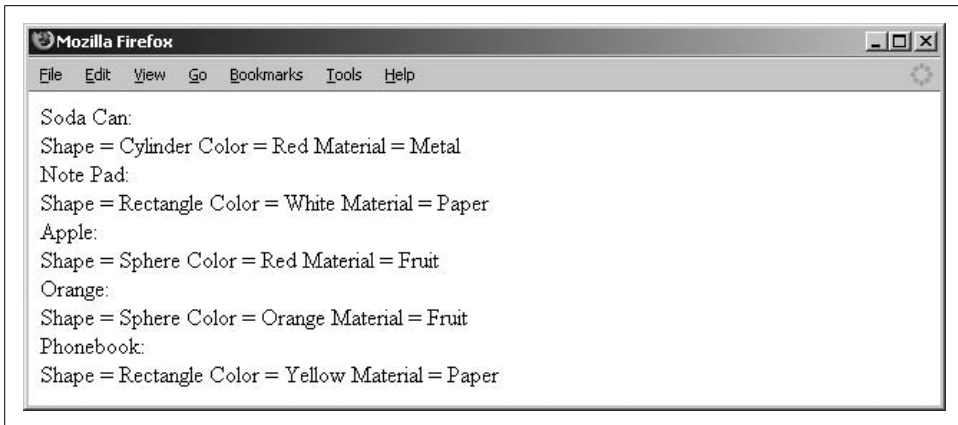 Mozilla Firefox
File Edit View Go Bookmarks Tools Help
Soda Can:
Shape = Cylinder Color = Red Material = Metal
Note Pad:
Shape = Rectangle Color = White Material = Paper
Apple:
Shape = Sphere Color = Red Material = Fruit
Orange:
Shape = Sphere Color = Orange Material = Fruit
Phonebook:
Shape = Rectangle Color = Yellow Material = Paper